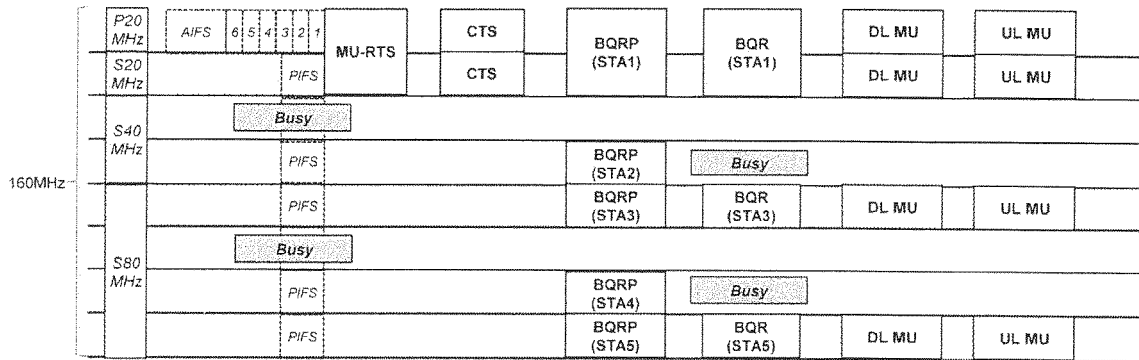 P20
MHz
AIFS
6 5 4 3 2 1
MU-RTS
CTS
BQRP
(STA1)
BQR
(STA1)
DL MU
UL MU
S20
MHz
PIFS
CTS
DL MU
UL MU
Busy
S40
MHz
PIFS
BQRP
(STA2)
Busy
160MHz
PIFS
BQRP
(STA3)
BQR
(STA3)
DL MU
UL MU
Busy
S80
MHz
PIFS
BQRP
(STA4)
Busy
PIFS
BQRP
(STA5)
BQR
(STA5)
DL MU
UL MU